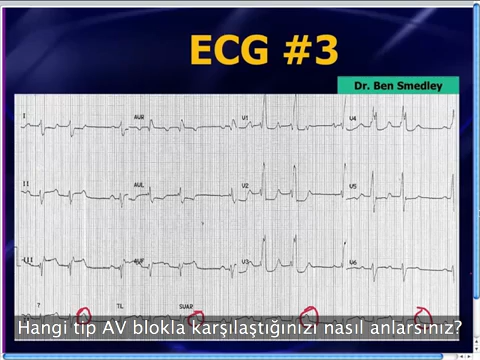 ECG #3
Dr. Ben Smedley
I AVR V1 V4
II AVL V2 V5
III AVF V3 V6
Hangi tip AV blokla karşılaştığınızı nasıl anlarsınız?